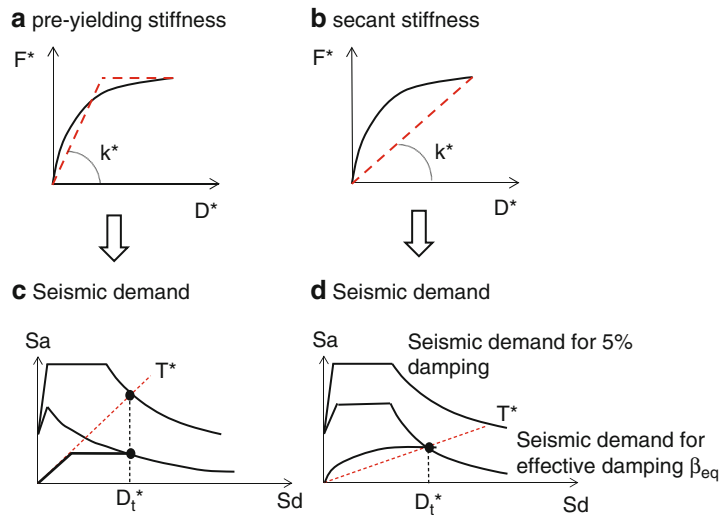 a pre-yielding stiffness
F*
k*
D*
b secant stiffness
F*
k*
D*
c Seismic demand
Sa
T*
Dt*
Sd
d Seismic demand
Sa
Seismic demand for 5%
damping
T*
Seismic demand for
effective damping βeq
Dt*
Sd